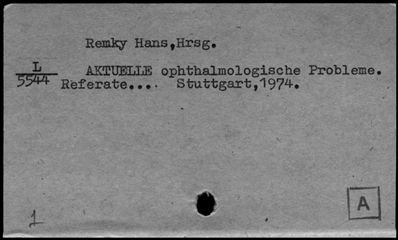 Remky Hans,Hrsg.
L
5544
AKTUELLE ophthalmologische Probleme.
Referate.... Stuttgart,1974.
1
A